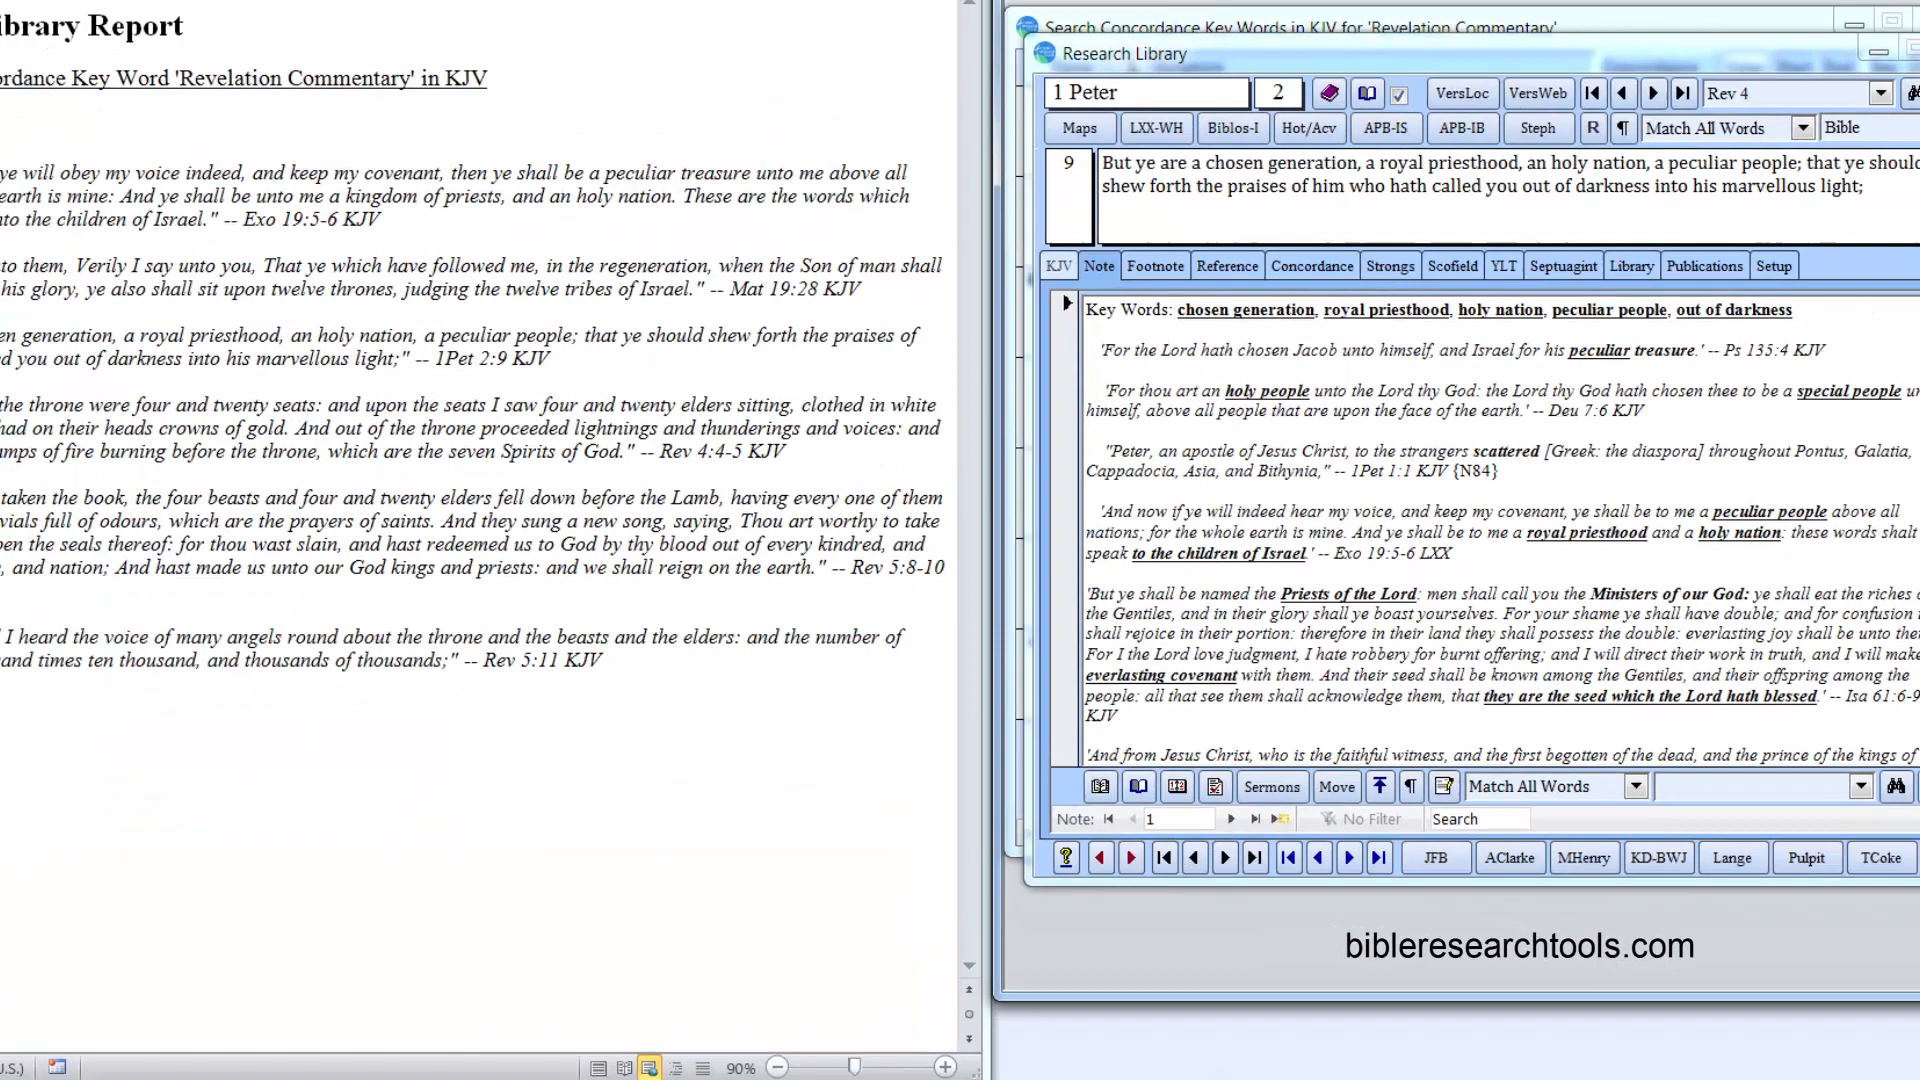 ibrary Report
ordance Key Word 'Revelation Commentary' in KJV
ye will obey my voice indeed, and keep my covenant, then ye shall be a peculiar treasure unto me above all
earth is mine: And ye shall be unto me a kingdom of priests, and an holy nation. These are the words which
nto the children of Israel." -- Exo 19:5-6 KJV
to them, Verily I say unto you, That ye which have followed me, in the regeneration, when the Son of man shall
his glory, ye also shall sit upon twelve thrones, judging the twelve tribes of Israel." -- Mat 19:28 KJV
en generation, a royal priesthood, an holy nation, a peculiar people; that ye should shew forth the praises of
ed you out of darkness into his marvellous light;" -- 1Pet 2:9 KJV
the throne were four and twenty seats: and upon the seats I saw four and twenty elders sitting, clothed in white
had on their heads crowns of gold. And out of the throne proceeded lightnings and thunderings and voices: and
mps of fire burning before the throne, which are the seven Spirits of God." -- Rev 4:4-5 KJV
taken the book, the four beasts and four and twenty elders fell down before the Lamb, having every one of them
vials full of odours, which are the prayers of saints. And they sung a new song, saying, Thou art worthy to take
pen the seals thereof: for thou wast slain, and hast redeemed us to God by thy blood out of every kindred, and
, and nation; And hast made us unto our God kings and priests: and we shall reign on the earth." -- Rev 5:8-10
I heard the voice of many angels round about the throne and the beasts and the elders: and the number of
and times ten thousand, and thousands of thousands;" -- Rev 5:11 KJV
J.S.)
90%
Search Concordance Key Words in KJV for 'Revelation Commentary'
Research Library
1 Peter 2 VersLoc VersWeb Rev 4
Maps LXX-WH Biblos-I Hot/Acv APB-IS APB-IB Steph R ¶ Match All Words Bible
9 But ye are a chosen generation, a royal priesthood, an holy nation, a peculiar people; that ye should
shew forth the praises of him who hath called you out of darkness into his marvellous light;
KJV Note Footnote Reference Concordance Strongs Scofield YLT Septuagint Library Publications Setup
Key Words: chosen generation, royal priesthood, holy nation, peculiar people, out of darkness
'For the Lord hath chosen Jacob unto himself, and Israel for his peculiar treasure.' -- Ps 135:4 KJV
'For thou art an holy people unto the Lord thy God: the Lord thy God hath chosen thee to be a special people un
himself, above all people that are upon the face of the earth.' -- Deu 7:6 KJV
"Peter, an apostle of Jesus Christ, to the strangers scattered [Greek: the diaspora] throughout Pontus, Galatia,
Cappadocia, Asia, and Bithynia," -- 1Pet 1:1 KJV {N84}
'And now if ye will indeed hear my voice, and keep my covenant, ye shall be to me a peculiar people above all
nations; for the whole earth is mine. And ye shall be to me a royal priesthood and a holy nation: these words shalt
speak to the children of Israel.' -- Exo 19:5-6 LXX
'But ye shall be named the Priests of the Lord: men shall call you the Ministers of our God: ye shall eat the riches
the Gentiles, and in their glory shall ye boast yourselves. For your shame ye shall have double; and for confusion
shall rejoice in their portion: therefore in their land they shall possess the double: everlasting joy shall be unto them
For I the Lord love judgment, I hate robbery for burnt offering; and I will direct their work in truth, and I will make
everlasting covenant with them. And their seed shall be known among the Gentiles, and their offspring among the
people: all that see them shall acknowledge them, that they are the seed which the Lord hath blessed.' -- Isa 61:6-9
KJV
'And from Jesus Christ, who is the faithful witness, and the first begotten of the dead, and the prince of the kings of
Sermons Move ¶ Match All Words
Note: 1 No Filter Search
? JFB AClarke MHenry KD-BWJ Lange Pulpit TCoke
bibleresearchtools.com